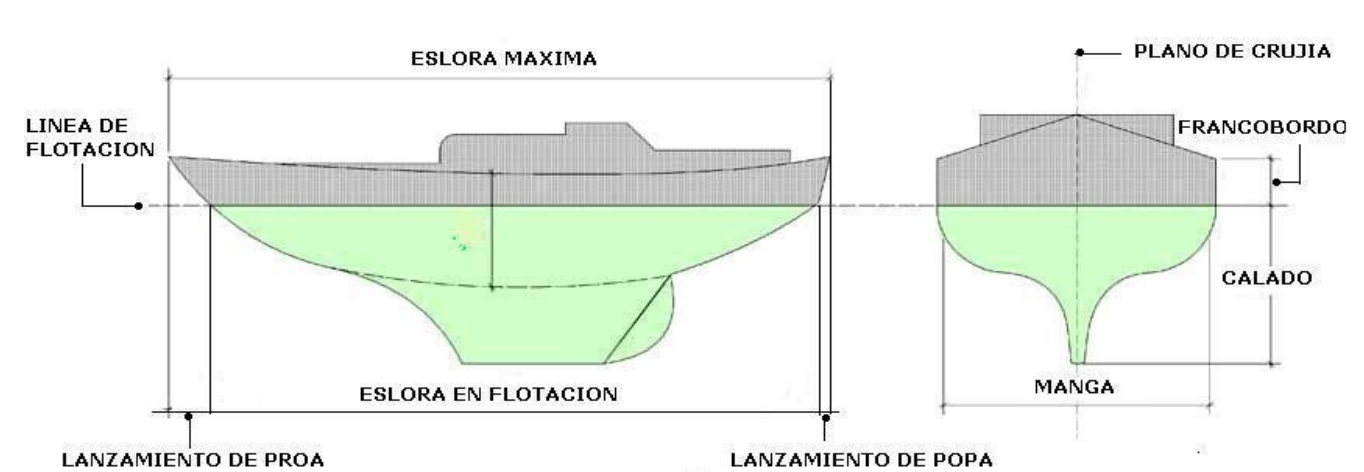 ESLORA MAXIMA
PLANO DE CRUJIA
LINEA DE
FLOTACION
FRANCOBORDO
CALADO
ESLORA EN FLOTACION
MANGA
LANZAMIENTO DE PROA
LANZAMIENTO DE POPA